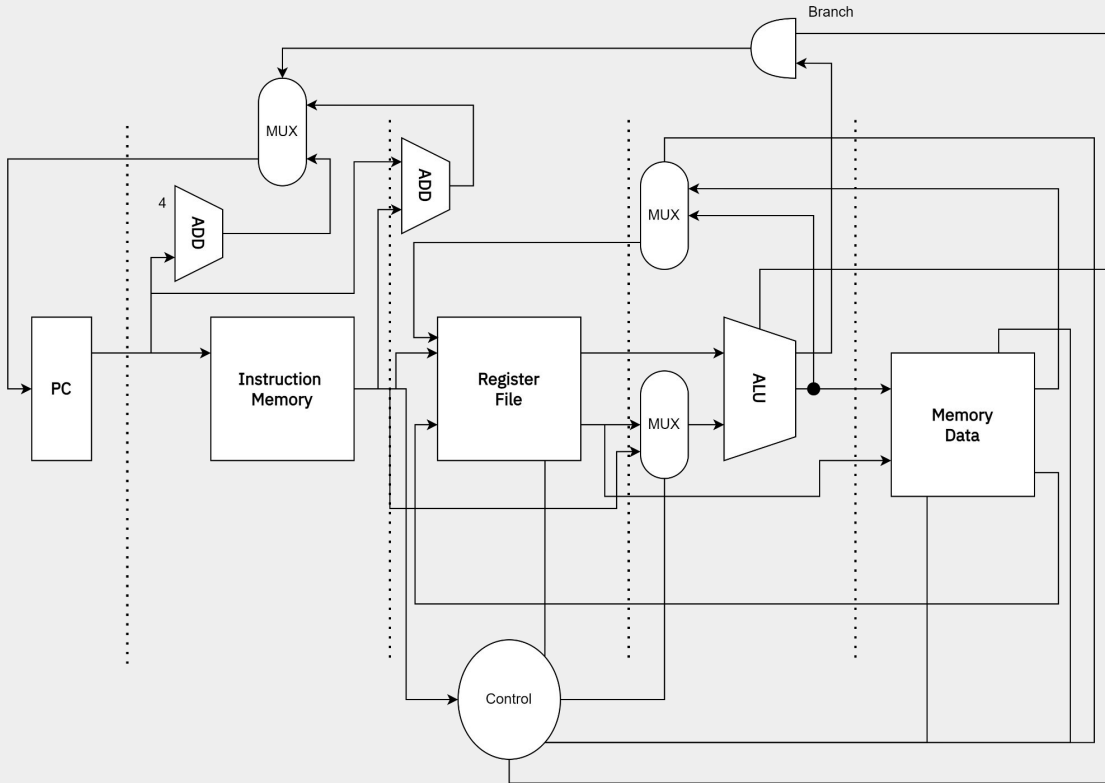 Branch
MUX
ADD
4
ADD
MUX
PC
Instruction
Memory
Register
File
MUX
ALU
Memory
Data
Control